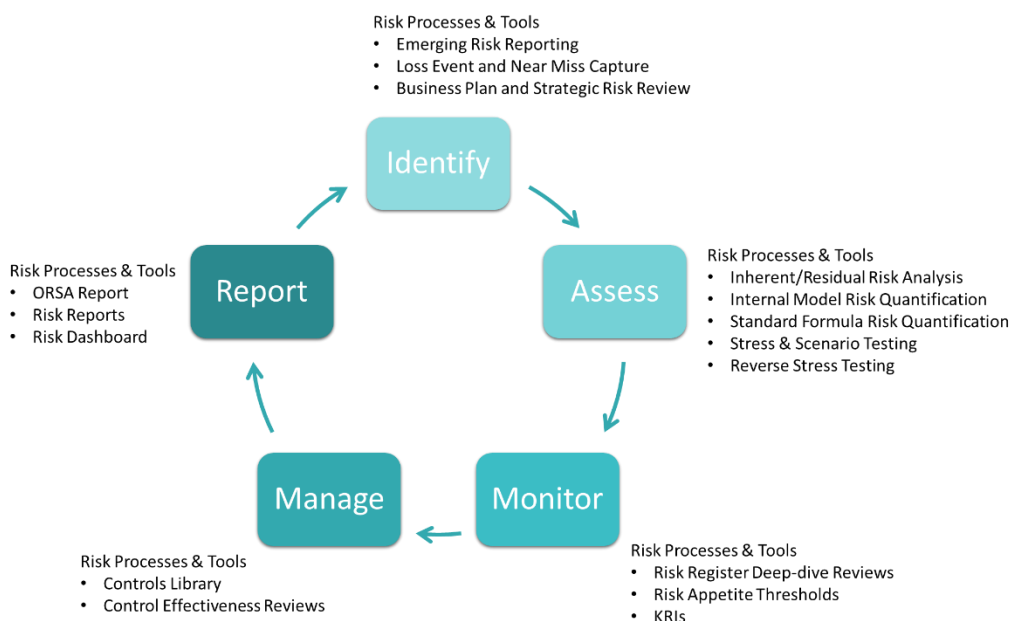 Risk Processes & Tools
• Emerging Risk Reporting
• Loss Event and Near Miss Capture
• Business Plan and Strategic Risk Review
Identify
Assess
Risk Processes & Tools
• Inherent/Residual Risk Analysis
• Internal Model Risk Quantification
• Standard Formula Risk Quantification
• Stress & Scenario Testing
• Reverse Stress Testing
Monitor
Risk Processes & Tools
• Risk Register Deep-dive Reviews
• Risk Appetite Thresholds
• KRIs
Manage
Risk Processes & Tools
• Controls Library
• Control Effectiveness Reviews
Report
Risk Processes & Tools
• ORSA Report
• Risk Reports
• Risk Dashboard